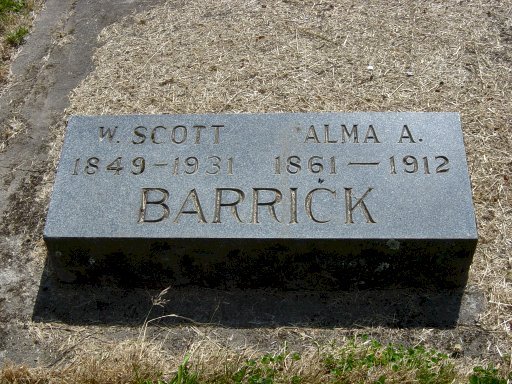 W. SCOTT ALMA A.
1849-1931 1861 — 1912
BARRICK